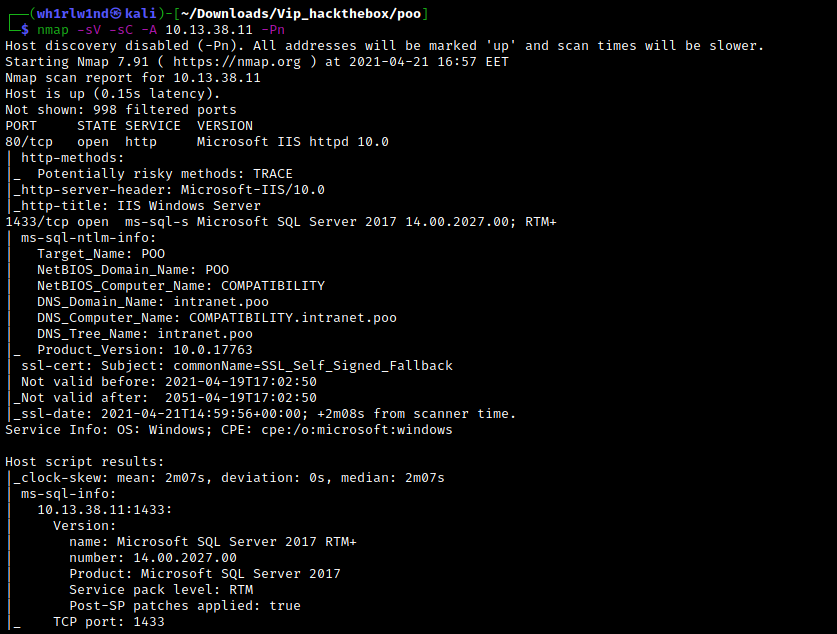 ┌──(wh1rlw1nd㉿kali)-[~/Downloads/Vip_hackthebox/poo]
└─$ nmap -sV -sC -A 10.13.38.11 -Pn
Host discovery disabled (-Pn). All addresses will be marked 'up' and scan times will be slower.
Starting Nmap 7.91 ( https://nmap.org ) at 2021-04-21 16:57 EET
Nmap scan report for 10.13.38.11
Host is up (0.15s latency).
Not shown: 998 filtered ports
PORT     STATE SERVICE  VERSION
80/tcp   open  http     Microsoft IIS httpd 10.0
| http-methods:
|_  Potentially risky methods: TRACE
|_http-server-header: Microsoft-IIS/10.0
|_http-title: IIS Windows Server
1433/tcp open  ms-sql-s Microsoft SQL Server 2017 14.00.2027.00; RTM+
| ms-sql-ntlm-info:
|   Target_Name: POO
|   NetBIOS_Domain_Name: POO
|   NetBIOS_Computer_Name: COMPATIBILITY
|   DNS_Domain_Name: intranet.poo
|   DNS_Computer_Name: COMPATIBILITY.intranet.poo
|   DNS_Tree_Name: intranet.poo
|_  Product_Version: 10.0.17763
| ssl-cert: Subject: commonName=SSL_Self_Signed_Fallback
| Not valid before: 2021-04-19T17:02:50
|_Not valid after:  2051-04-19T17:02:50
|_ssl-date: 2021-04-21T14:59:56+00:00; +2m08s from scanner time.
Service Info: OS: Windows; CPE: cpe:/o:microsoft:windows

Host script results:
|_clock-skew: mean: 2m07s, deviation: 0s, median: 2m07s
| ms-sql-info:
|   10.13.38.11:1433:
|     Version:
|       name: Microsoft SQL Server 2017 RTM+
|       number: 14.00.2027.00
|       Product: Microsoft SQL Server 2017
|       Service pack level: RTM
|       Post-SP patches applied: true
|_    TCP port: 1433